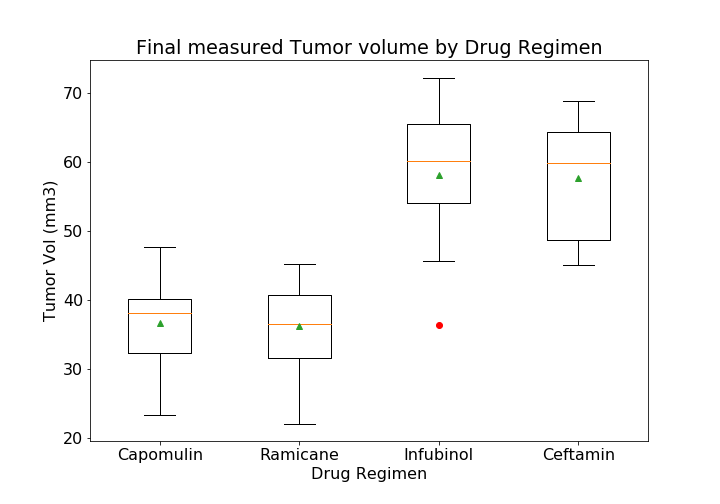 Final measured Tumor volume by Drug Regimen
Tumor Vol (mm3)
70
60
50
40
30
20
Capomulin Ramicane Infubinol Ceftamin
Drug Regimen